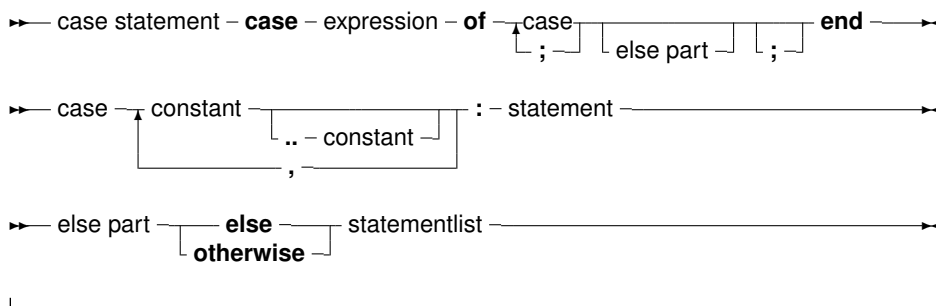 case statement case expression of case end
; else part ;
case constant : statement
.. constant
,
else part else statementlist
otherwise